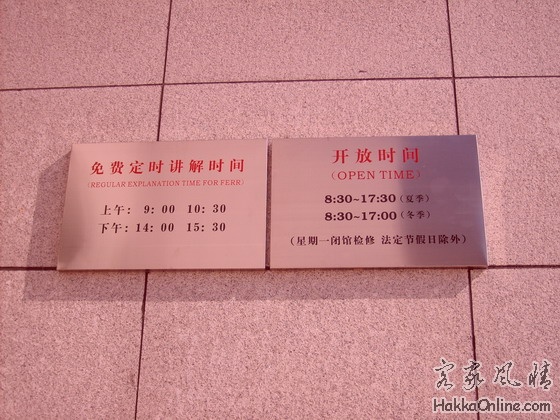 免费定时讲解时间
(REGULAR EXPLANATION TIME FOR FERR)
上午: 9:00 10:30
下午: 14:00 15:30
开放时间
(OPEN TIME)
8:30~17:30(夏季)
8:30~17:00(冬季)
(星期一闭馆检修 法定节假日除外)
客家风情
HakkaOnline.com